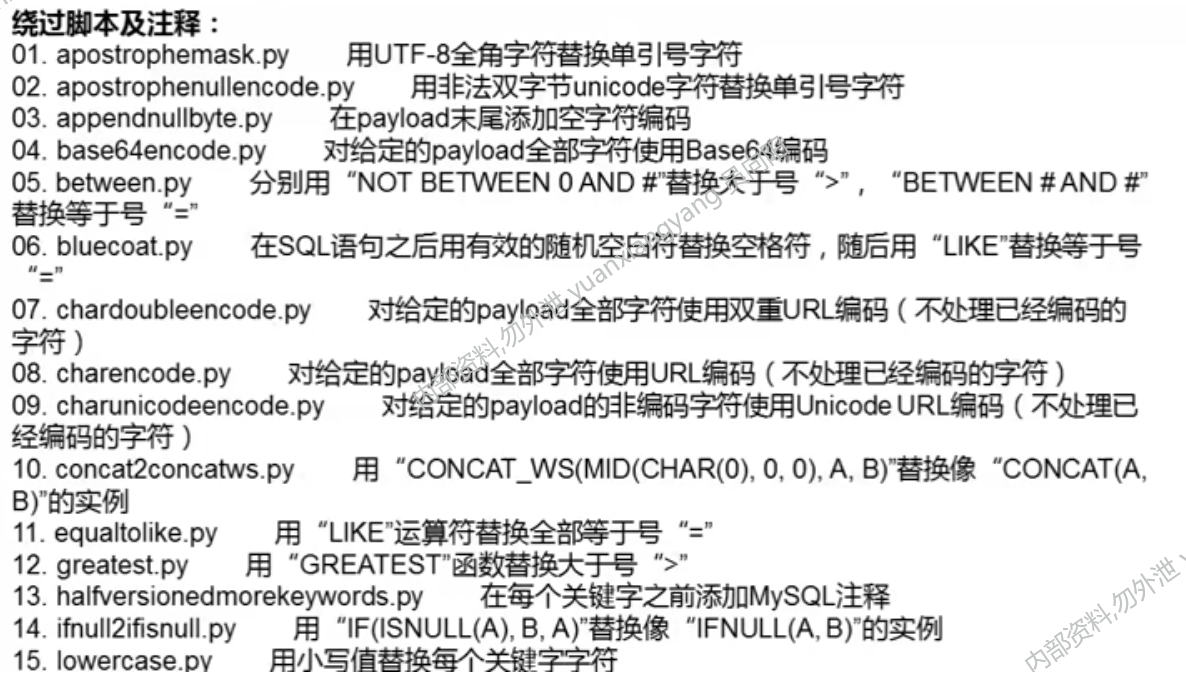 绕过脚本及注释：
01. apostrophemask.py 用UTF-8全角字符替换单引号字符
02. apostrophenullencode.py 用非法双字节unicode字符替换单引号字符
03. appendnullbyte.py 在payload末尾添加空字符编码
04. base64encode.py 对给定的payload全部字符使用Base64编码
05. between.py 分别用“NOT BETWEEN 0 AND #”替换大于号“>”，“BETWEEN # AND #”
替换等于号“=”
06. bluecoat.py 在SQL语句之后用有效的随机空白符替换空格符，随后用“LIKE”替换等于号
“=”
07. chardoubleencode.py 对给定的payload全部字符使用双重URL编码（不处理已经编码的
字符）
08. charencode.py 对给定的payload全部字符使用URL编码（不处理已经编码的字符）
09. charunicodeencode.py 对给定的payload的非编码字符使用Unicode URL编码（不处理已
经编码的字符）
10. concat2concatws.py 用“CONCAT_WS(MID(CHAR(0), 0, 0), A, B)”替换像“CONCAT(A,
B)”的实例
11. equaltolike.py 用“LIKE”运算符替换全部等于号“=”
12. greatest.py 用“GREATEST”函数替换大于号“>”
13. halfversionedmorekeywords.py 在每个关键字之前添加MySQL注释
14. ifnull2ifisnull.py 用“IF(ISNULL(A), B, A)”替换像“IFNULL(A, B)”的实例
15. lowercase.py 用小写值替换每个关键字字符
内部资料,勿外泄
内部资料,勿外泄